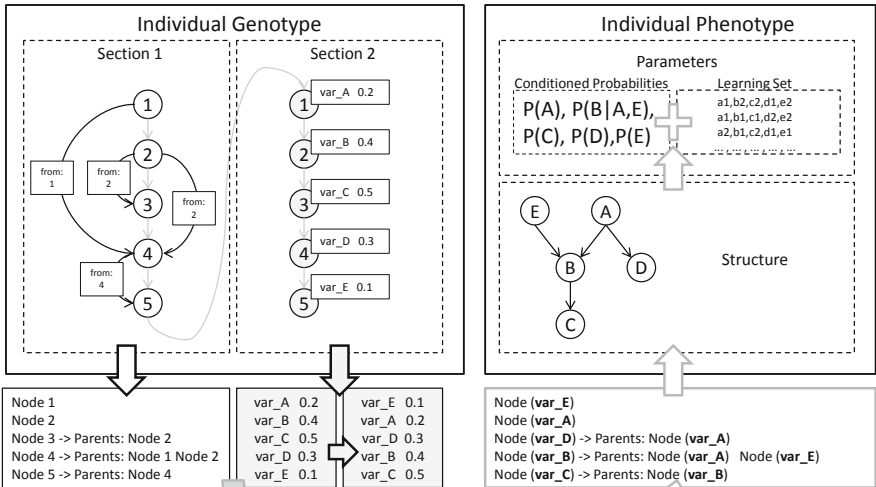 Individual Genotype
Section 1
1
2
3
4
5
from:
1
from:
2
from:
2
from:
4
Section 2
1
var_A 0.2
2
var_B 0.4
3
var_C 0.5
4
var_D 0.3
5
var_E 0.1
Node 1
Node 2
Node 3 -> Parents: Node 2
Node 4 -> Parents: Node 1 Node 2
Node 5 -> Parents: Node 4
var_A 0.2
var_B 0.4
var_C 0.5
var_D 0.3
var_E 0.1
var_E 0.1
var_A 0.2
var_D 0.3
var_B 0.4
var_C 0.5
Individual Phenotype
Parameters
Conditioned Probabilities
P(A), P(B|A,E),
P(C), P(D),P(E)
Learning Set
a1,b2,c2,d1,e2
a1,b1,c1,d2,e2
a2,b1,c2,d1,e1
... , ... , ... , ... , ...
E
A
B
D
C
Structure
Node (var_E)
Node (var_A)
Node (var_D) -> Parents: Node (var_A)
Node (var_B) -> Parents: Node (var_A) Node (var_E)
Node (var_C) -> Parents: Node (var_B)